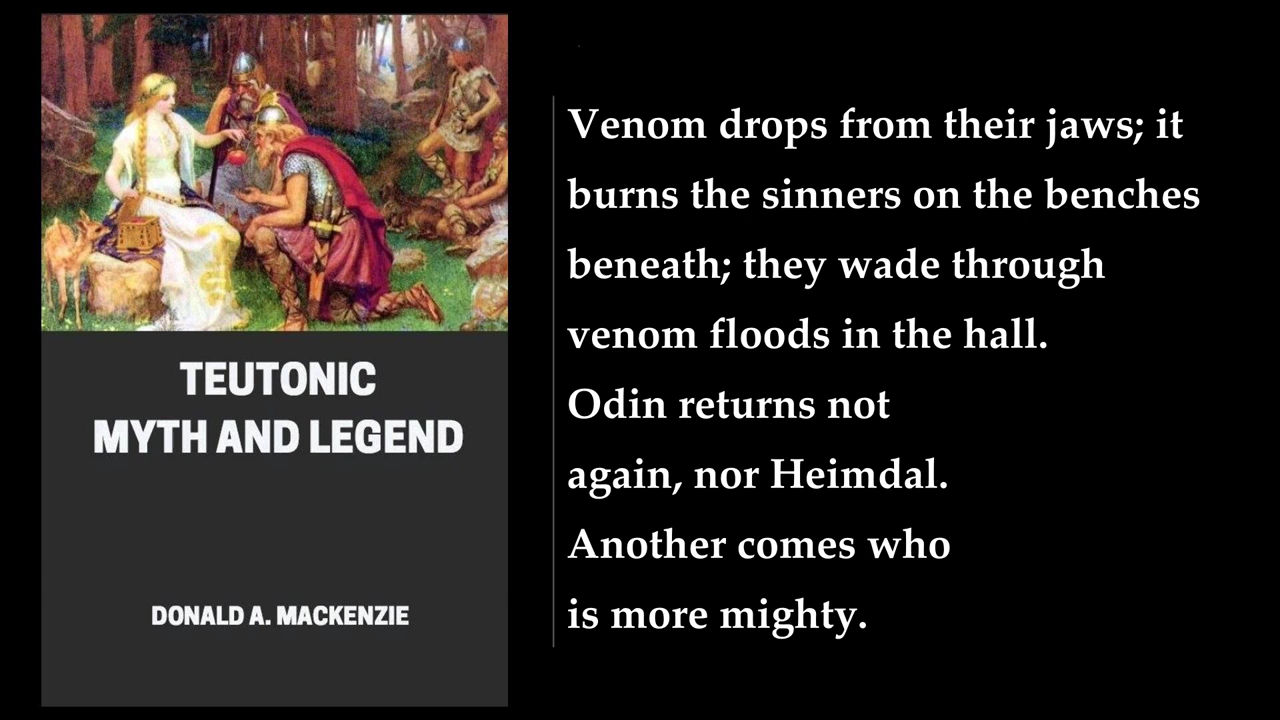 TEUTONIC
MYTH AND LEGEND
DONALD A. MACKENZIE
Venom drops from their jaws; it
burns the sinners on the benches
beneath; they wade through
venom floods in the hall.
Odin returns not
again, nor Heimdal.
Another comes who
is more mighty.